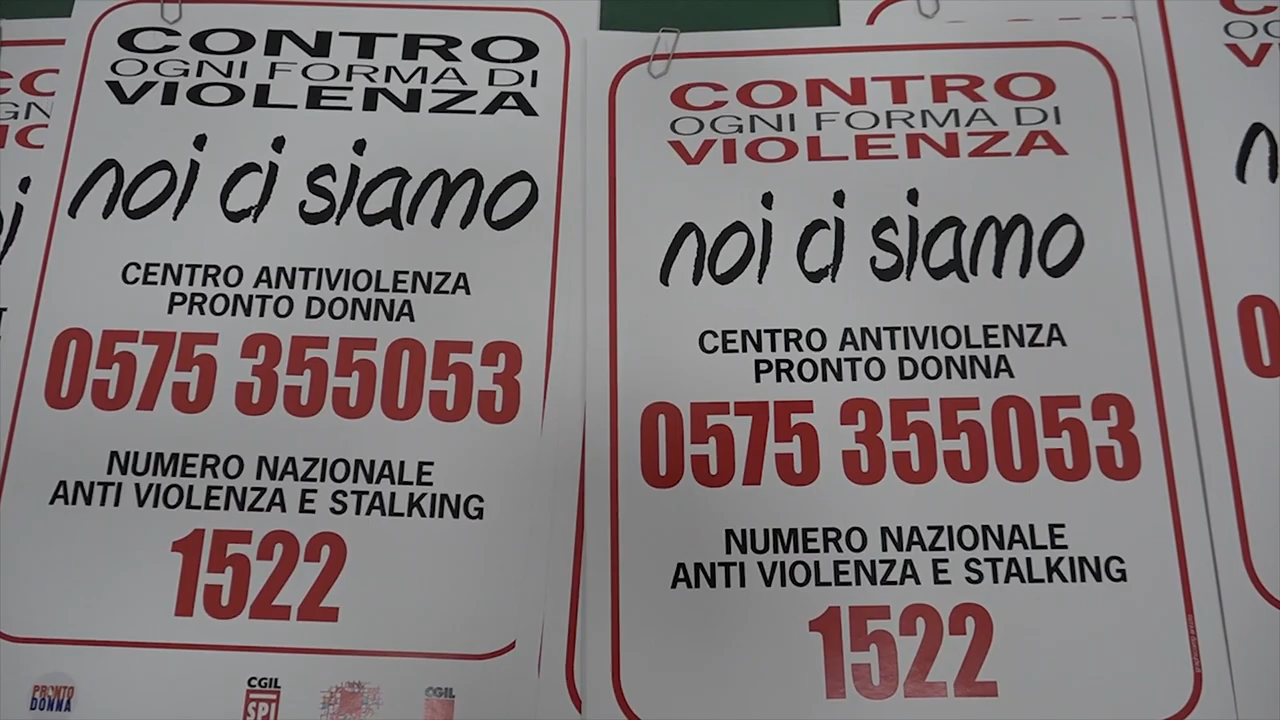 CONTRO
OGNI FORMA DI
VIOLENZA
noi ci siamo
CENTRO ANTIVIOLENZA
PRONTO DONNA
0575 355053
NUMERO NAZIONALE
ANTI VIOLENZA E STALKING
1522
PRONTO
DONNA
CGIL
SPI
CGIL
CONTRO
OGNI FORMA DI
VIOLENZA
noi ci siamo
CENTRO ANTIVIOLENZA
PRONTO DONNA
0575 355053
NUMERO NAZIONALE
ANTI VIOLENZA E STALKING
1522